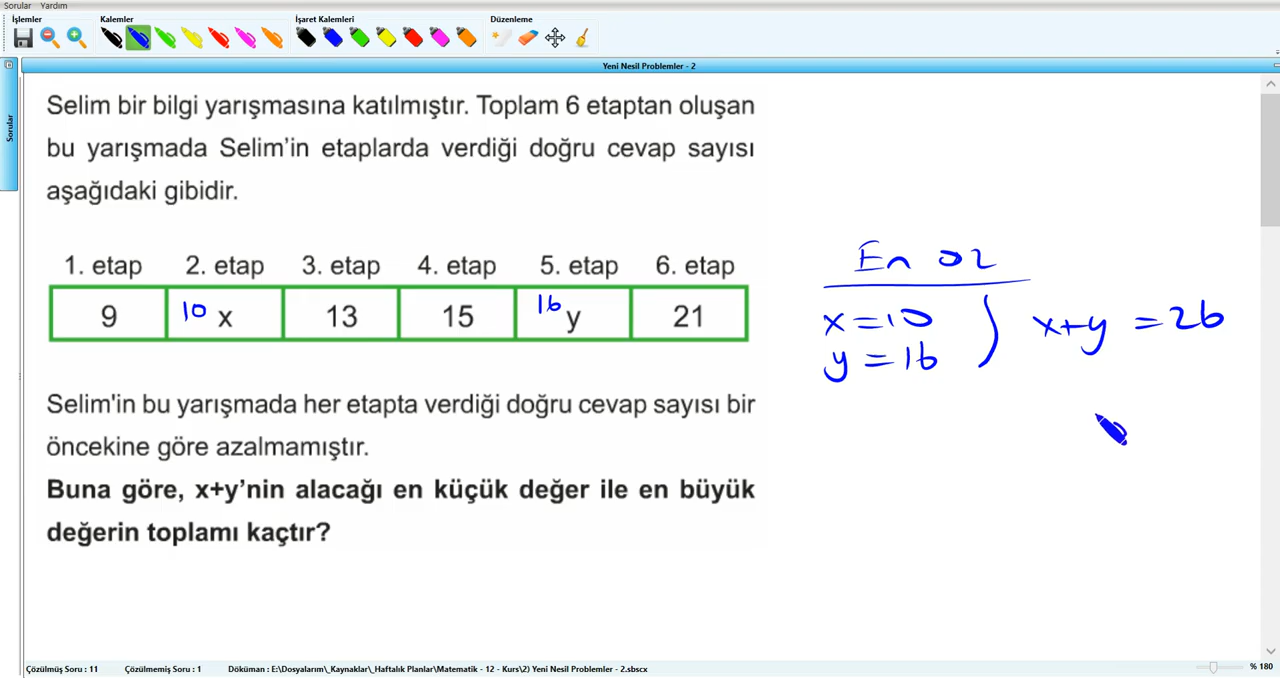 Sorular Yardım
İşlemler Kalemler İşaret Kalemleri Düzenleme
Yeni Nesil Problemler - 2
Sorular
Selim bir bilgi yarışmasına katılmıştır. Toplam 6 etaptan oluşan
bu yarışmada Selim’in etaplarda verdiği doğru cevap sayısı
aşağıdaki gibidir.
1. etap 2. etap 3. etap 4. etap 5. etap 6. etap
9 10 x 13 15 16 y 21
En az
x=10
y=16
x+y=26
Selim'in bu yarışmada her etapta verdiği doğru cevap sayısı bir
öncekine göre azalmamıştır.
Buna göre, x+y’nin alacağı en küçük değer ile en büyük
değerin toplamı kaçtır?
Çözülmüş Soru : 11 Çözülmemiş Soru : 1 Döküman : E:\Dosyalarım\_Kaynaklar\_Haftalık Planlar\Matematik - 12 - Kurs\2) Yeni Nesil Problemler - 2.sbscx % 180